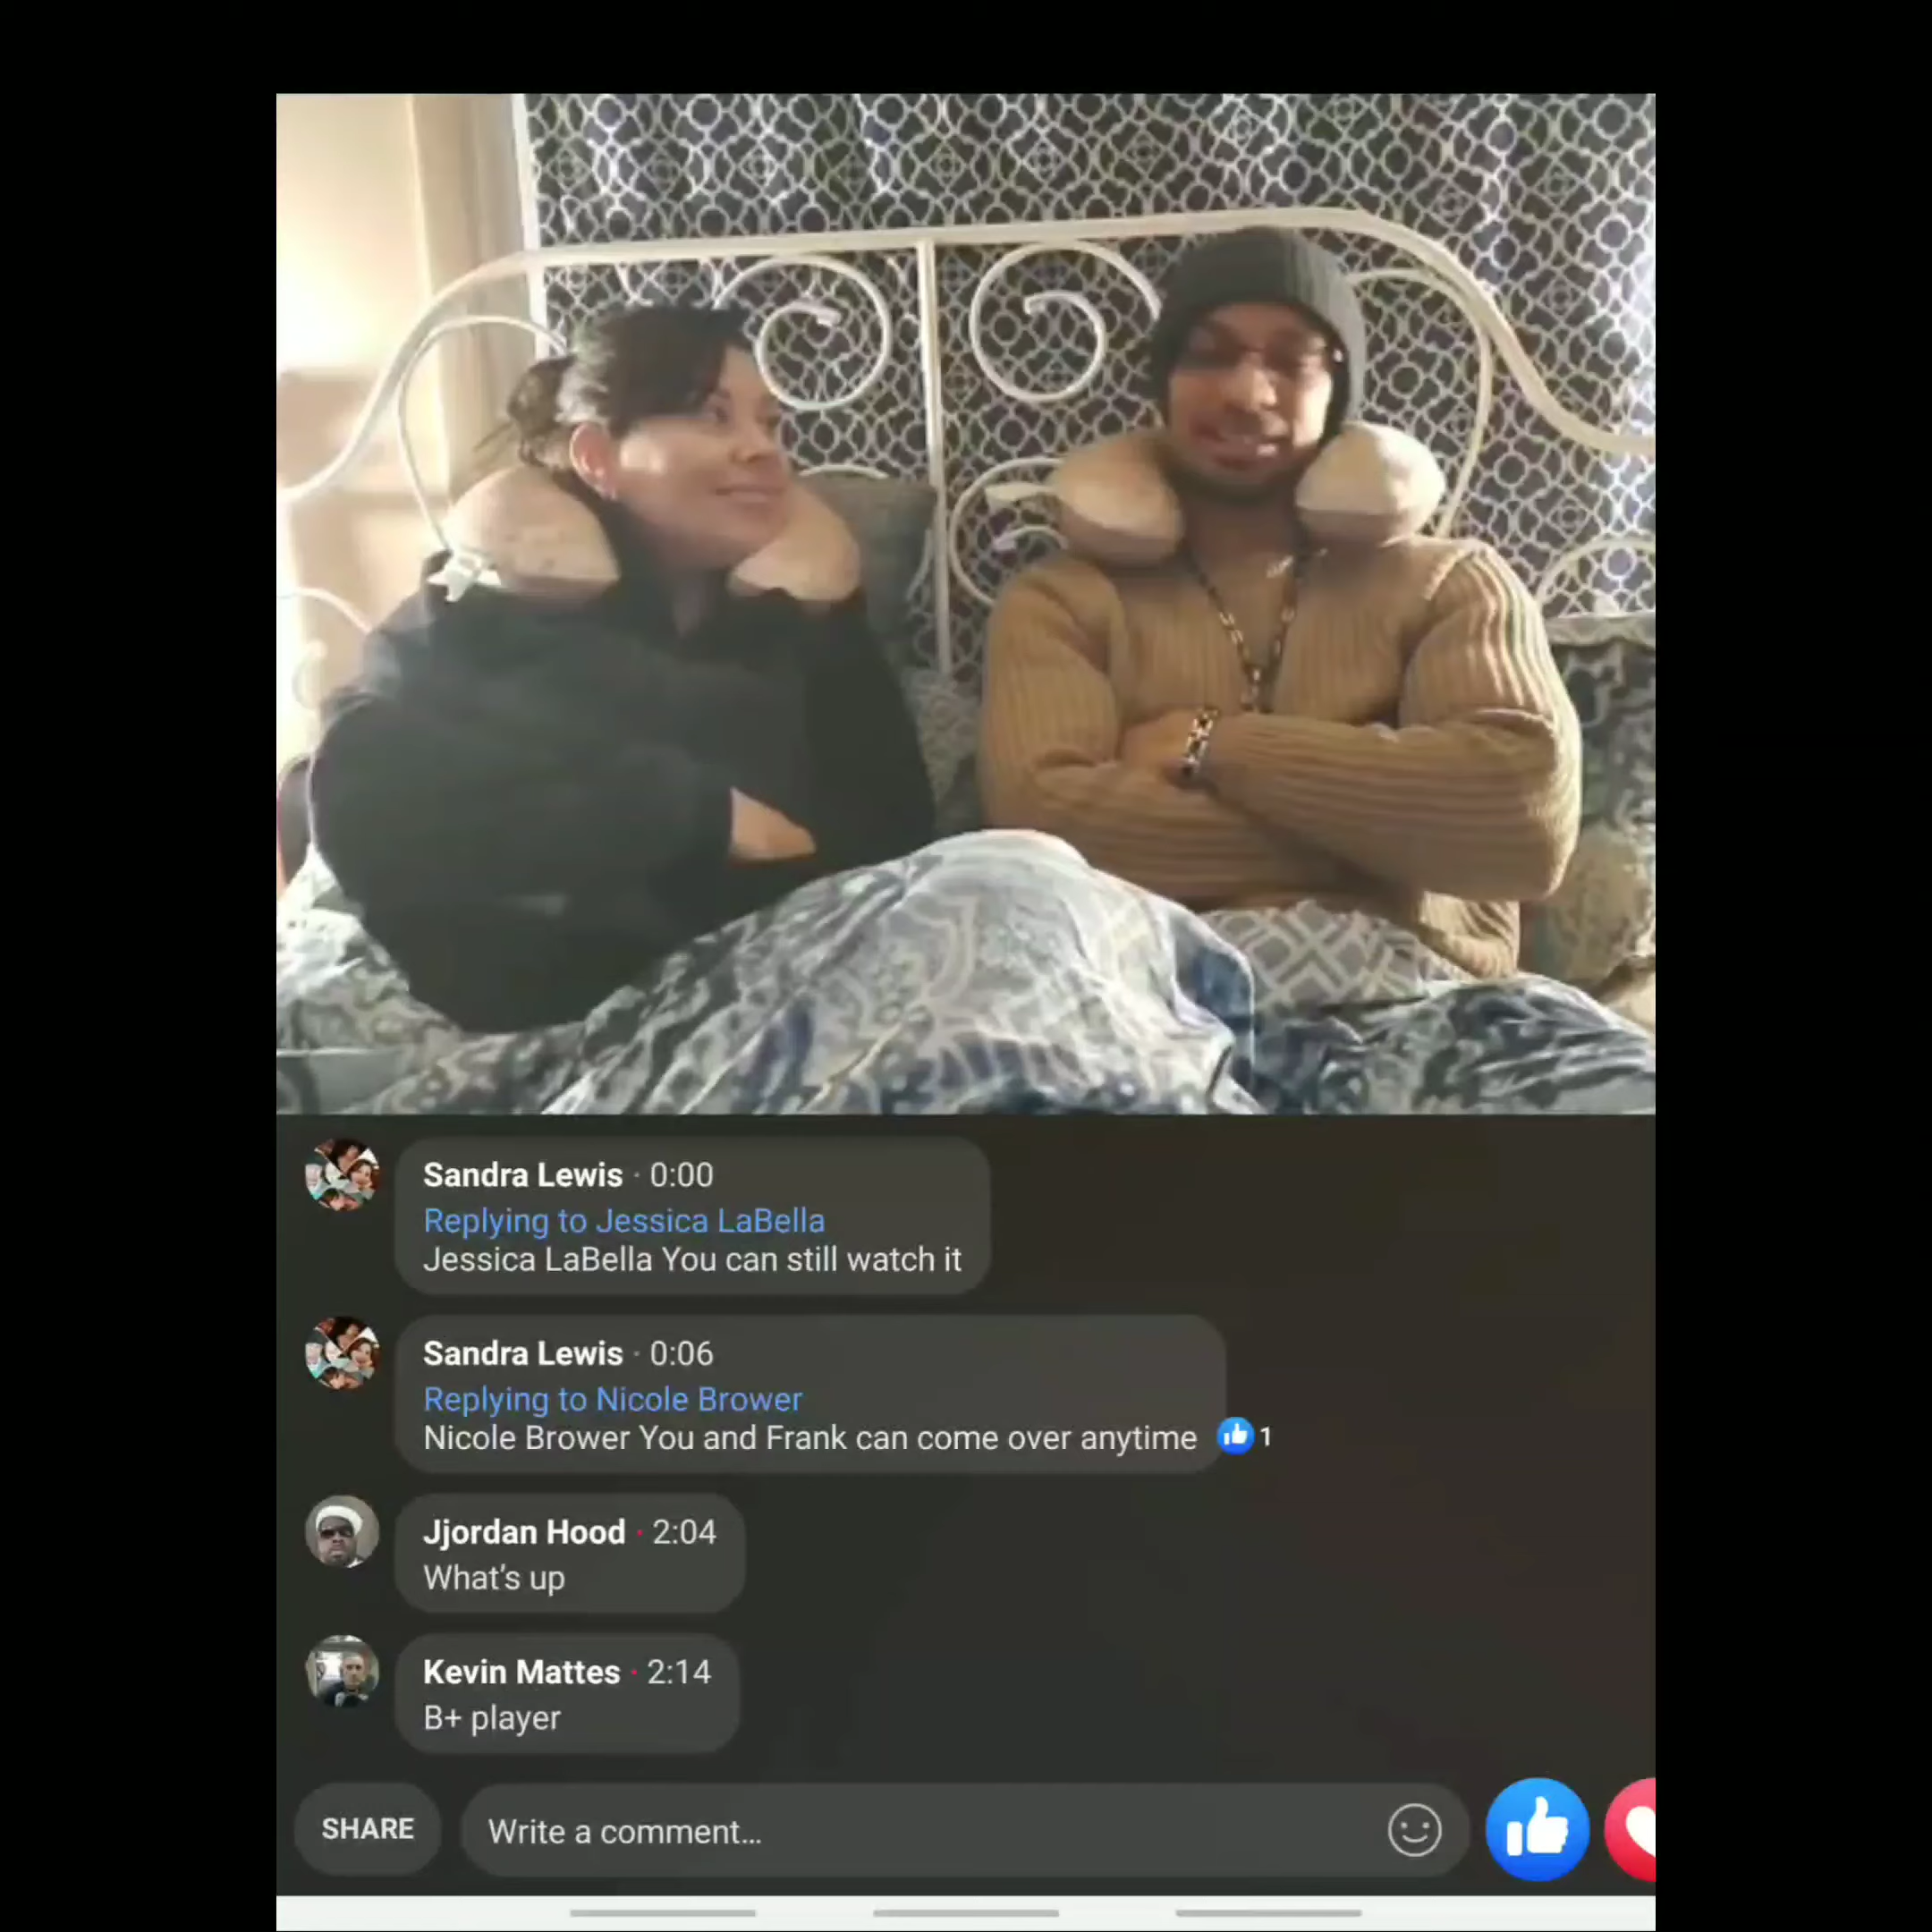 Sandra Lewis · 0:00
Replying to Jessica LaBella
Jessica LaBella You can still watch it
Sandra Lewis · 0:06
Replying to Nicole Brower
Nicole Brower You and Frank can come over anytime 1
Jjordan Hood · 2:04
What's up
Kevin Mattes · 2:14
B+ player
SHARE Write a comment...